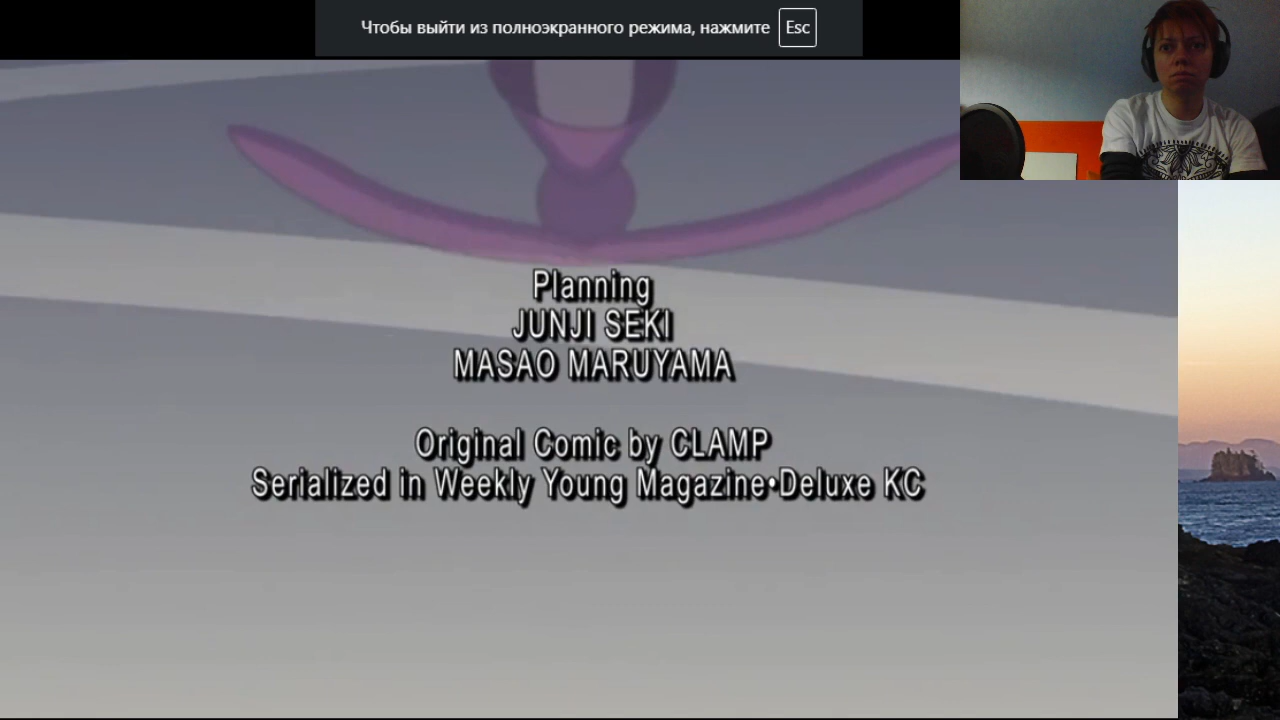 Чтобы выйти из полноэкранного режима, нажмите Esc
Planning
JUNJI SEKI
MASAO MARUYAMA
Original Comic by CLAMP
Serialized in Weekly Young Magazine•Deluxe KC